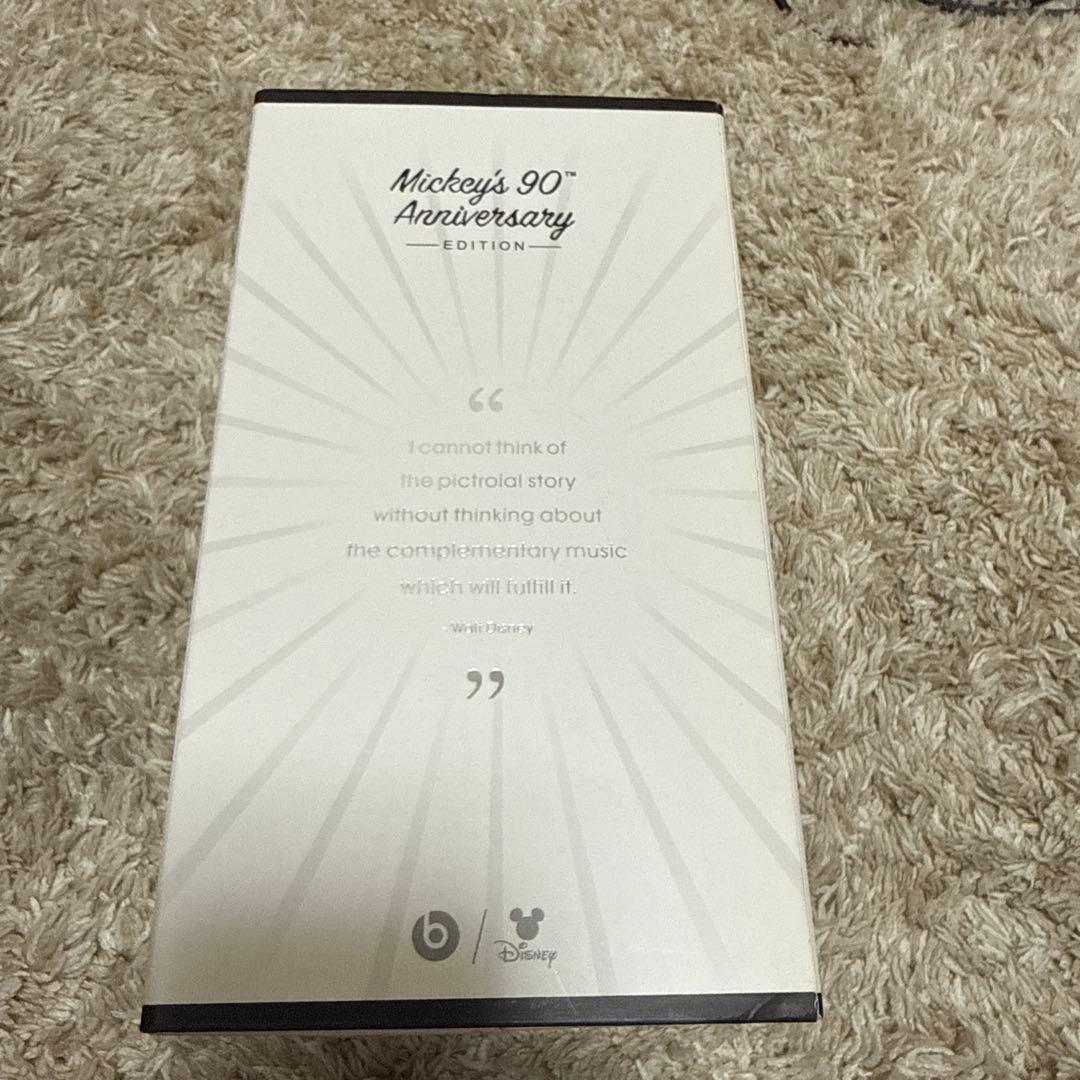 Mickey's 90™
Anniversary
EDITION
“
I cannot think of
the pictroial story
without thinking about
the complementary music
which will fulfill it.
- Walt Disney
”
b / Disney